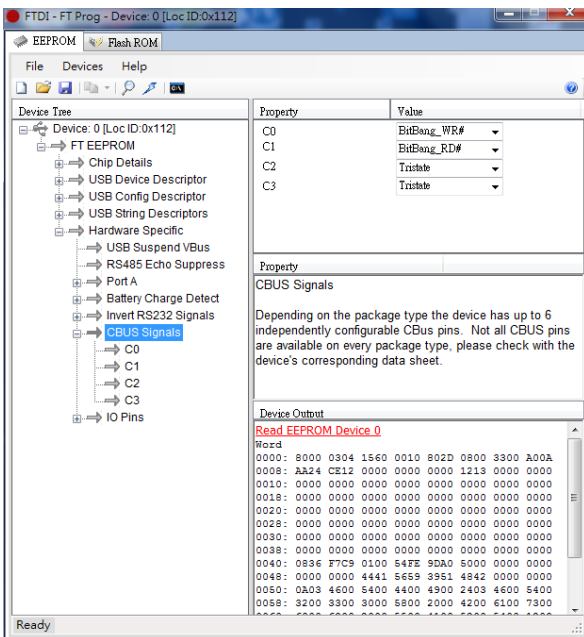 FTDI - FT Prog - Device: 0 [Loc ID:0x112]
EEPROM Flash ROM
File Devices Help
Device Tree
Device: 0 [Loc ID:0x112]
FT EEPROM
Chip Details
USB Device Descriptor
USB Config Descriptor
USB String Descriptors
Hardware Specific
USB Suspend VBus
RS485 Echo Suppress
Port A
Battery Charge Detect
Invert RS232 Signals
CBUS Signals
C0
C1
C2
C3
IO Pins
Property Value
C0 BitBang_WR#
C1 BitBang_RD#
C2 Tristate
C3 Tristate
Property
CBUS Signals
Depending on the package type the device has up to 6
independently configurable CBus pins. Not all CBUS pins
are available on every package type, please check with the
device's corresponding data sheet.
Device Output
Read EEPROM Device 0
Word
0000: 8000 0304 1560 0010 802D 0800 3300 A00A
0008: AA24 CE12 0000 0000 0000 1213 0000 0000
0010: 0000 0000 0000 0000 0000 0000 0000 0000
0018: 0000 0000 0000 0000 0000 0000 0000 0000
0020: 0000 0000 0000 0000 0000 0000 0000 0000
0028: 0000 0000 0000 0000 0000 0000 0000 0000
0030: 0000 0000 0000 0000 0000 0000 0000 0000
0038: 0000 0000 0000 0000 0000 0000 0000 0000
0040: 0836 F7C9 0100 54FE 9DA0 5000 0000 0000
0048: 0000 0000 4441 5659 3951 4842 0000 0000
0050: 0A03 4600 5400 4400 4900 2403 4600 5400
0058: 3200 3300 3000 5800 2000 4200 6100 7300
Ready